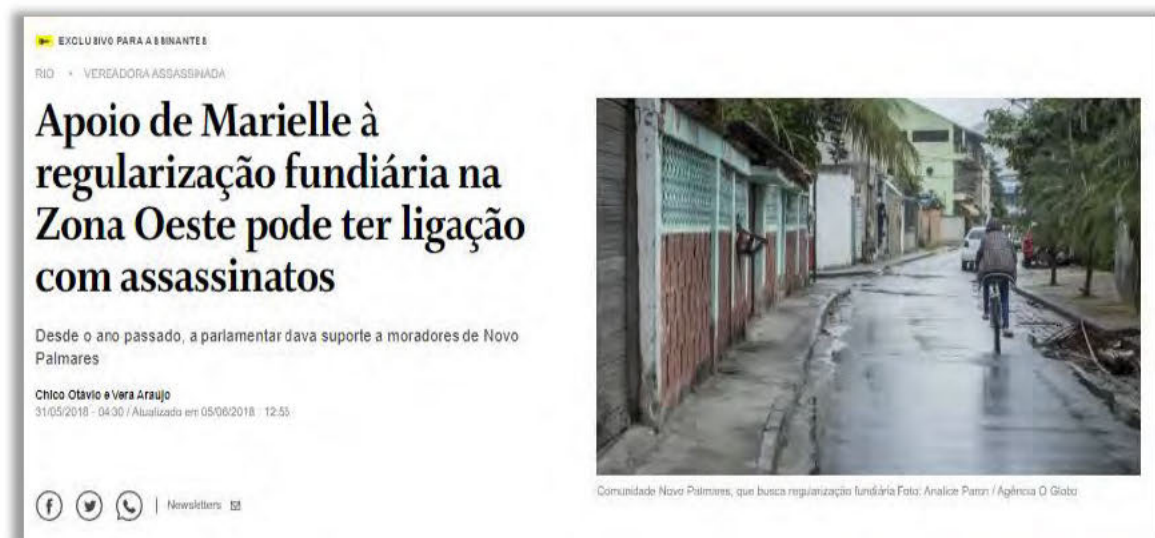 EXCLUSIVO PARA ASSINANTES
RIO • VEREADORA ASSASSINADA
Apoio de Marielle à
regularização fundiária na
Zona Oeste pode ter ligação
com assassinatos
Desde o ano passado, a parlamentar dava suporte a moradores de Novo
Palmares
Chico Otávio e Vera Araújo
31/05/2018 - 04:30 / Atualizado em 05/06/2018 - 12:55
Newsletters
Comunidade Novo Palmares, que busca regularização fundiária Foto: Analice Paron / Agência O Globo